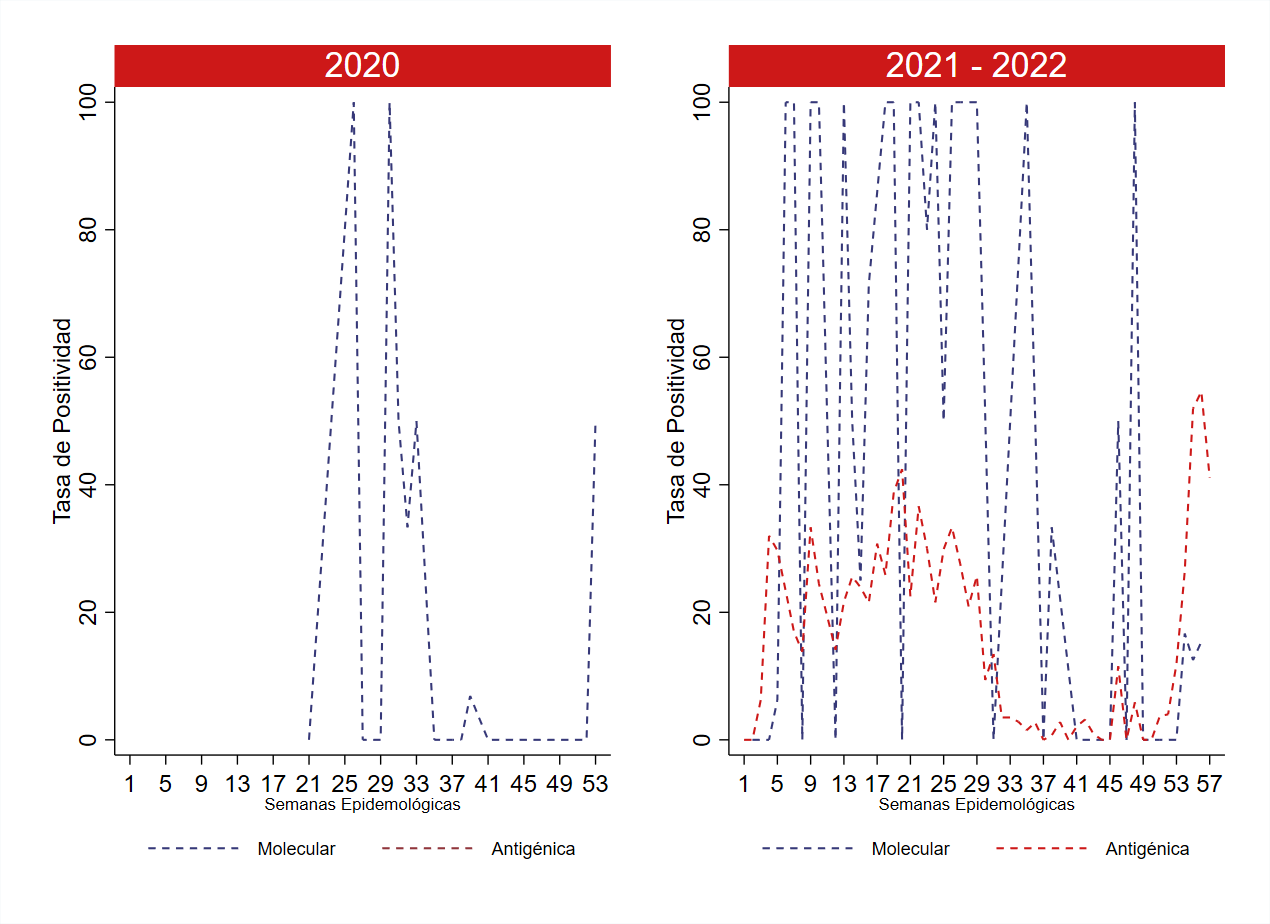 2020
Tasa de Positividad
100
80
60
40
20
0
1 5 9 13 17 21 25 29 33 37 41 45 49 53
Semanas Epidemológicas
Molecular Antigénica
2021 - 2022
Tasa de Positividad
100
80
60
40
20
0
1 5 9 13 17 21 25 29 33 37 41 45 49 53 57
Semanas Epidemológicas
Molecular Antigénica